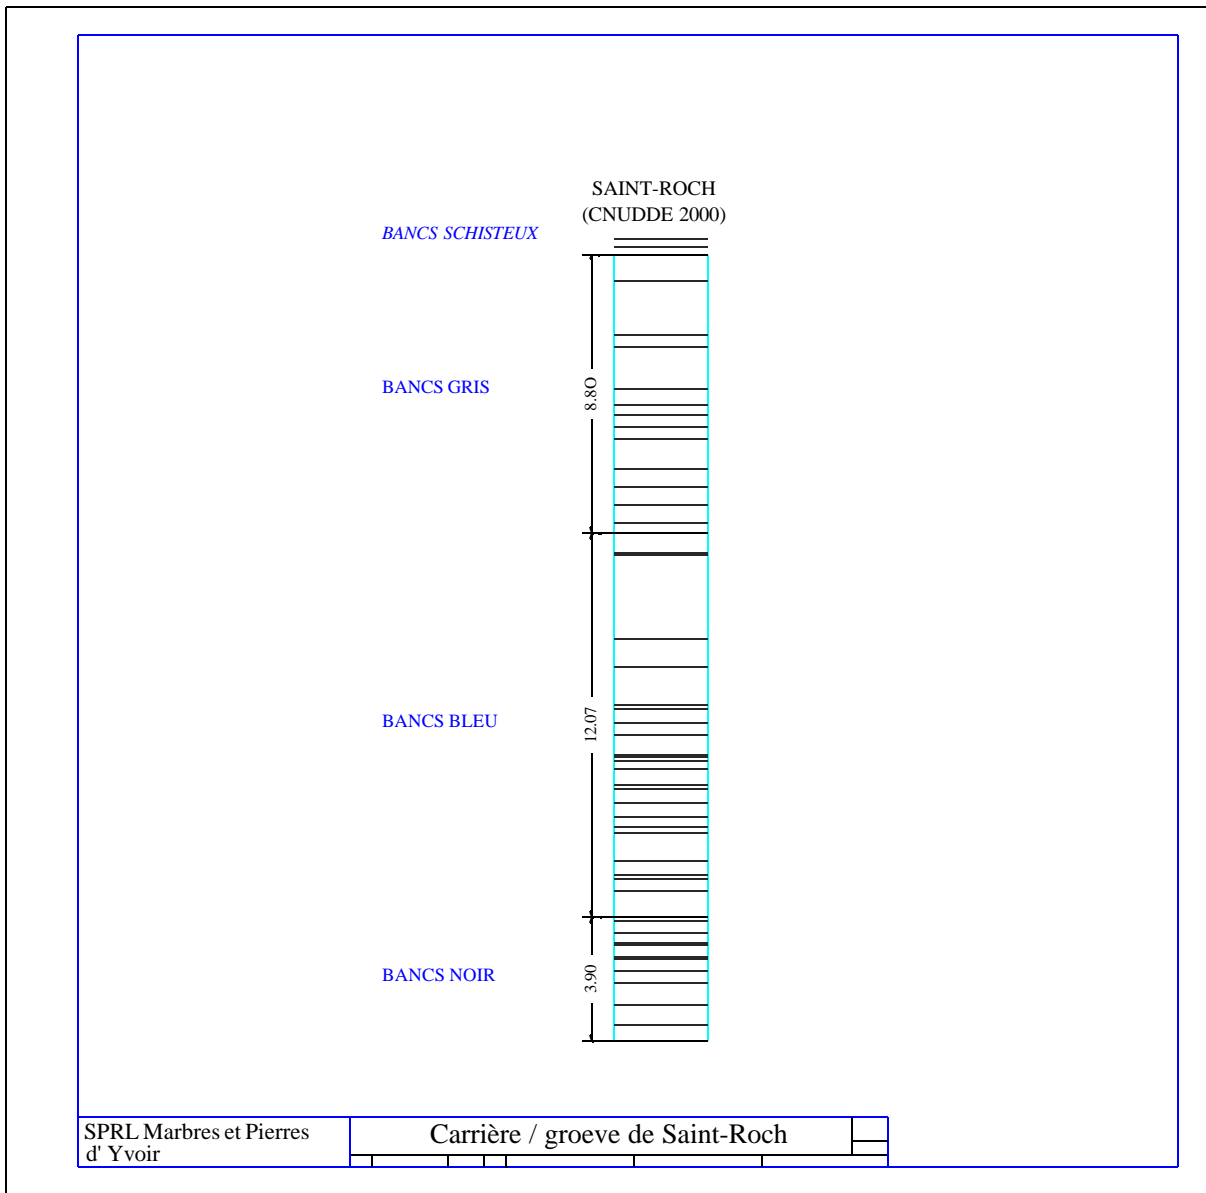 SAINT-ROCH
(CNUDDE 2000)
BANCS SCHISTEUX
BANCS GRIS
8.8O
BANCS BLEU
12.07
BANCS NOIR
3.90
SPRL Marbres et Pierres
d' Yvoir
Carrière / groeve de Saint-Roch